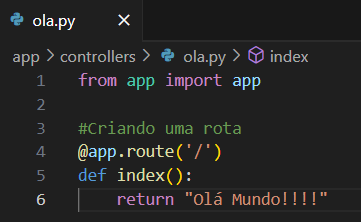 ola.py
app > controllers > ola.py > index
1 from app import app
2
3 #Criando uma rota
4 @app.route('/')
5 def index():
6     return "Olá Mundo!!!!"